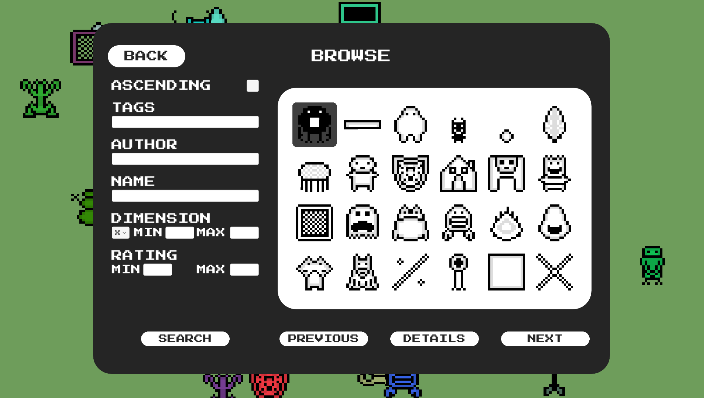 BACK
BROWSE
ASCENDING
TAGS
AUTHOR
NAME
DIMENSION
X MIN MAX
RATING
MIN MAX
SEARCH PREVIOUS DETAILS NEXT